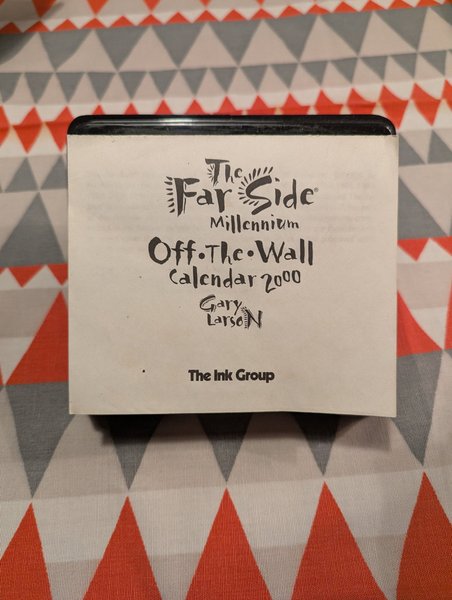 The
Far Side®
Millennium
Off•The•Wall
Calendar 2000
Gary
Larson
The Ink Group